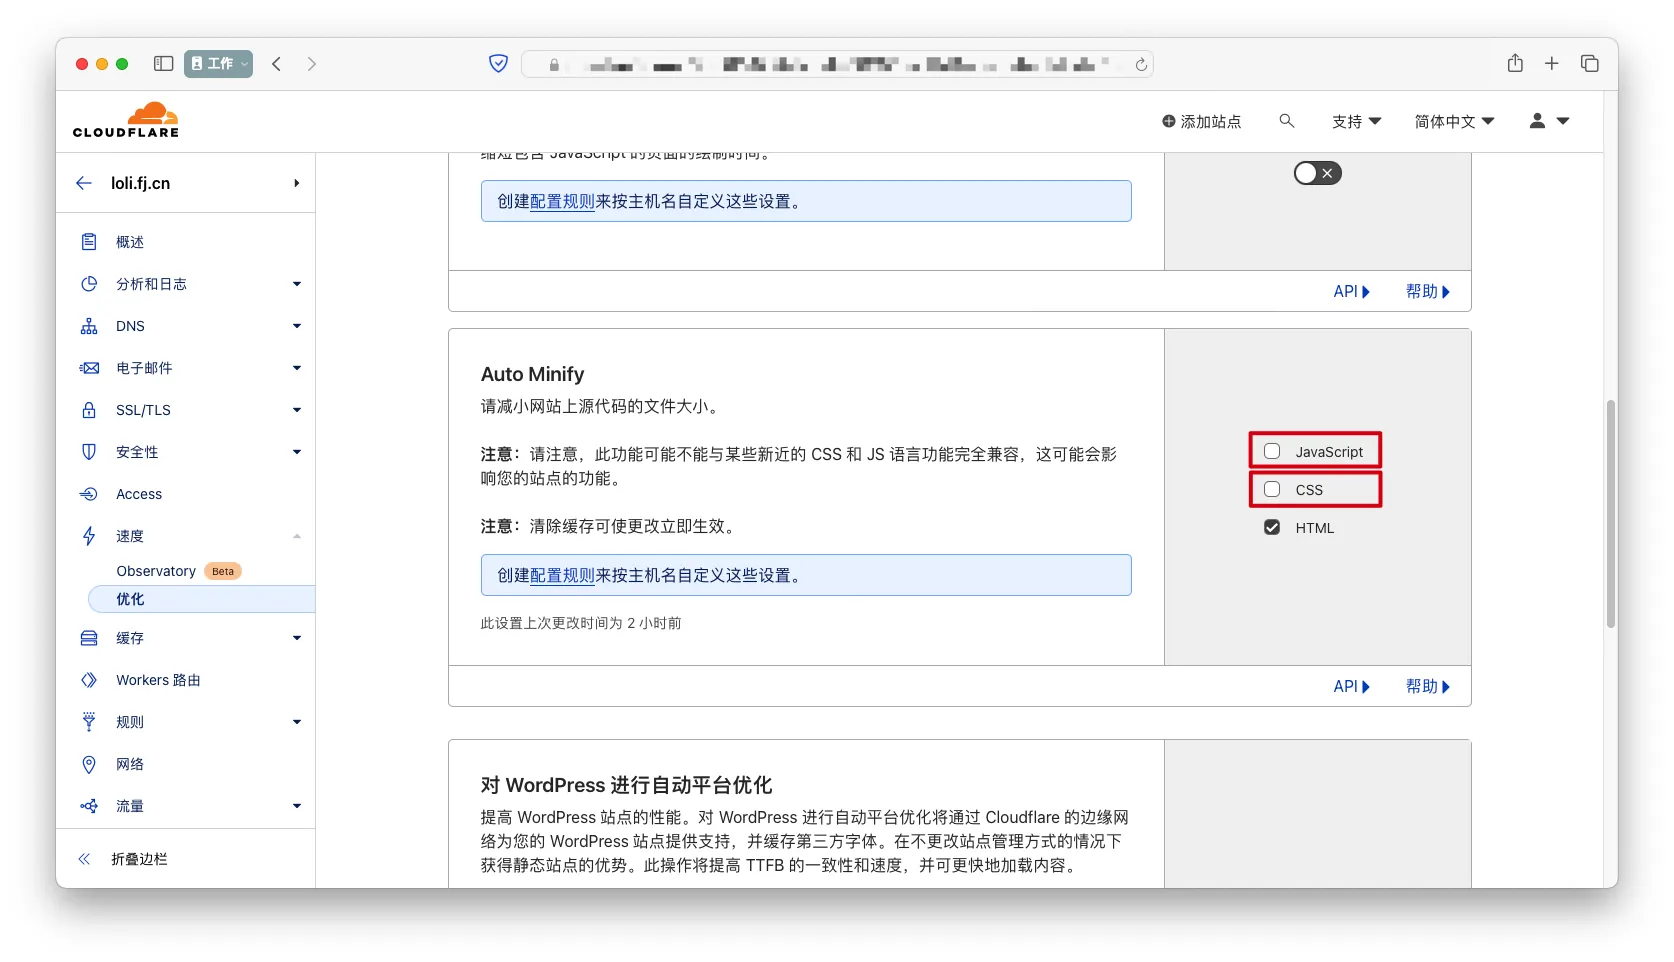 工作
CLOUDFLARE
添加站点
支持
简体中文
loli.fj.cn
概述
分析和日志
DNS
电子邮件
SSL/TLS
安全性
Access
速度
Observatory Beta
优化
缓存
Workers 路由
规则
网络
流量
折叠边栏
缩短包含 JavaScript 的页面的绘制时间。
创建配置规则来按主机名自定义这些设置。
API
帮助
Auto Minify
请减小网站上源代码的文件大小。
注意：请注意，此功能可能不能与某些新近的 CSS 和 JS 语言功能完全兼容，这可能会影
响您的站点的功能。
注意：清除缓存可使更改立即生效。
创建配置规则来按主机名自定义这些设置。
此设置上次更改时间为 2 小时前
JavaScript
CSS
HTML
API
帮助
对 WordPress 进行自动平台优化
提高 WordPress 站点的性能。对 WordPress 进行自动平台优化将通过 Cloudflare 的边缘网
络为您的 WordPress 站点提供支持，并缓存第三方字体。在不更改站点管理方式的情况下
获得静态站点的优势。此操作将提高 TTFB 的一致性和速度，并可更快地加载内容。